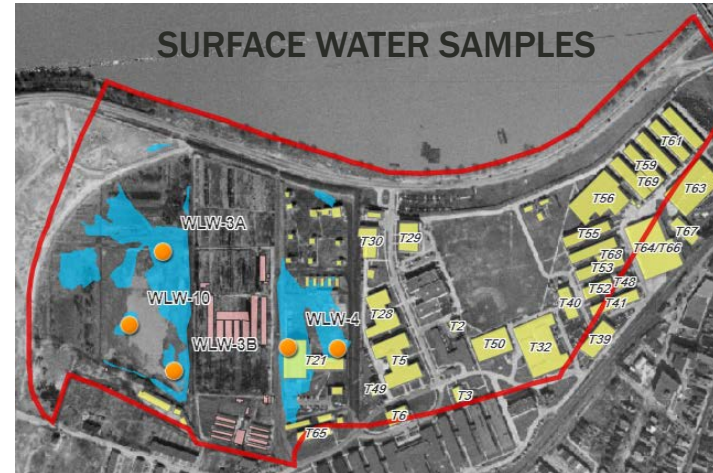 SURFACE WATER SAMPLES
WLW-3A
WLW-10
WLW-3B
WLW-4
T21
T65
T30
T29
T28
T5
T49
T6
T2
T3
T50
T32
T39
T40
T41
T52
T48
T53
T68
T55
T56
T64/T66
T67
T63
T69
T59
T61